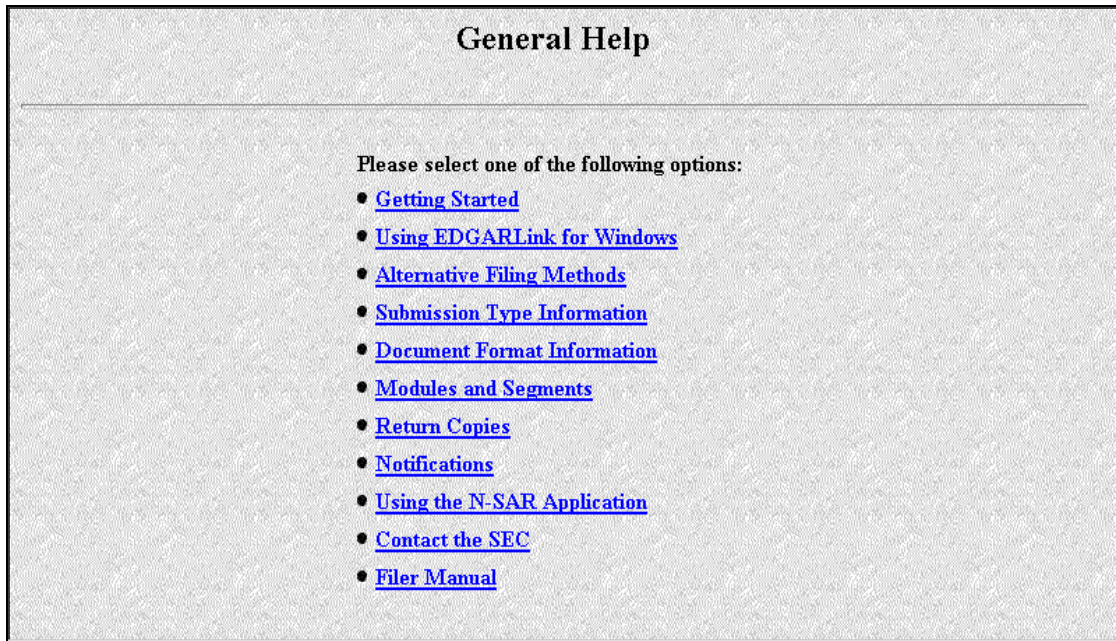 General Help
Please select one of the following options:
Getting Started
Using EDGARLink for Windows
Alternative Filing Methods
Submission Type Information
Document Format Information
Modules and Segments
Return Copies
Notifications
Using the N-SAR Application
Contact the SEC
Filer Manual